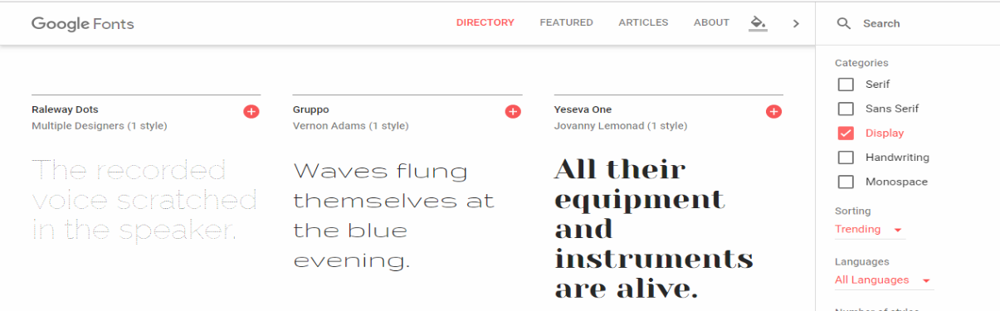 Google Fonts
DIRECTORY FEATURED ARTICLES ABOUT
Search
Raleway Dots
Multiple Designers (1 style)
The recorded
voice scratched
in the speaker.
Gruppo
Vernon Adams (1 style)
Waves flung
themselves at
the blue
evening.
Yeseva One
Jovanny Lemonad (1 style)
All their
equipment
and
instruments
are alive.
Categories
Serif
Sans Serif
Display
Handwriting
Monospace
Sorting
Trending
Languages
All Languages
Number of styles